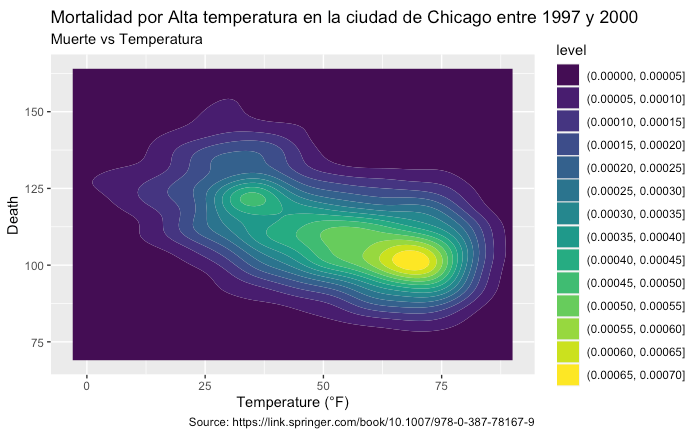 Mortalidad por Alta temperatura en la ciudad de Chicago entre 1997 y 2000
Muerte vs Temperatura
level
(0.00000, 0.00005]
(0.00005, 0.00010]
(0.00010, 0.00015]
(0.00015, 0.00020]
(0.00020, 0.00025]
(0.00025, 0.00030]
(0.00030, 0.00035]
(0.00035, 0.00040]
(0.00040, 0.00045]
(0.00045, 0.00050]
(0.00050, 0.00055]
(0.00055, 0.00060]
(0.00060, 0.00065]
(0.00065, 0.00070]
Death
150
125
100
75
0 25 50 75
Temperature (°F)
Source: https://link.springer.com/book/10.1007/978-0-387-78167-9